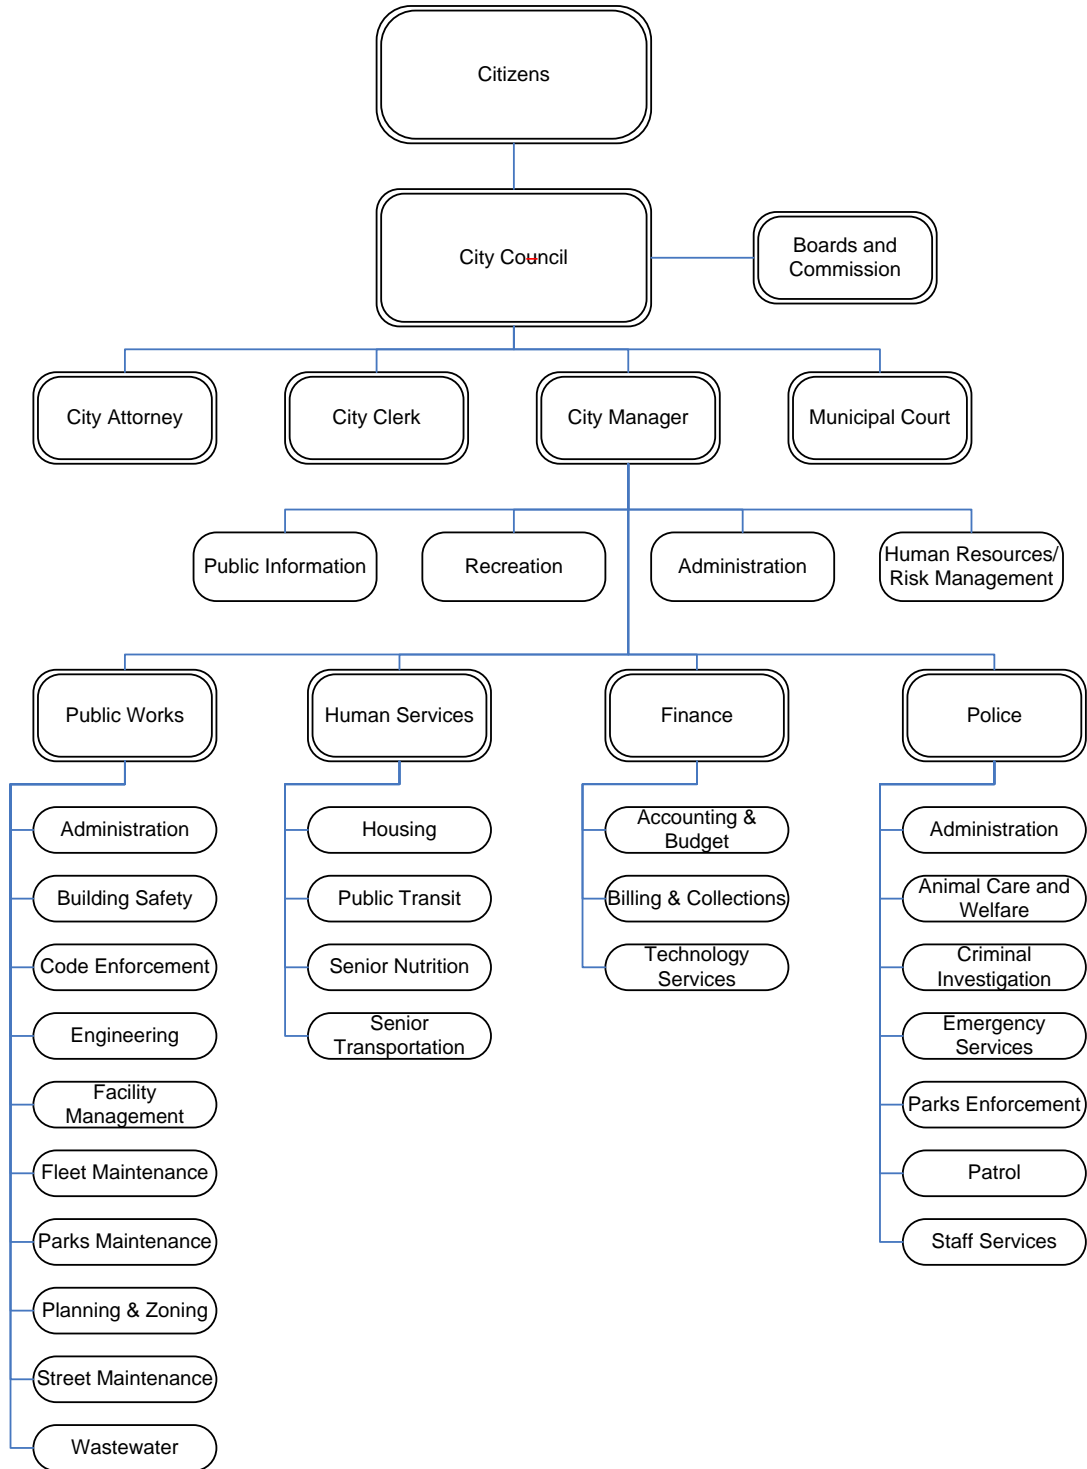 Citizens
City Council
Boards and
Commission
City Attorney
City Clerk
City Manager
Municipal Court
Public Information
Recreation
Administration
Human Resources/
Risk Management
Public Works
Human Services
Finance
Police
Administration
Building Safety
Code Enforcement
Engineering
Facility
Management
Fleet Maintenance
Parks Maintenance
Planning & Zoning
Street Maintenance
Wastewater
Housing
Public Transit
Senior Nutrition
Senior
Transportation
Accounting &
Budget
Billing & Collections
Technology
Services
Administration
Animal Care and
Welfare
Criminal
Investigation
Emergency
Services
Parks Enforcement
Patrol
Staff Services